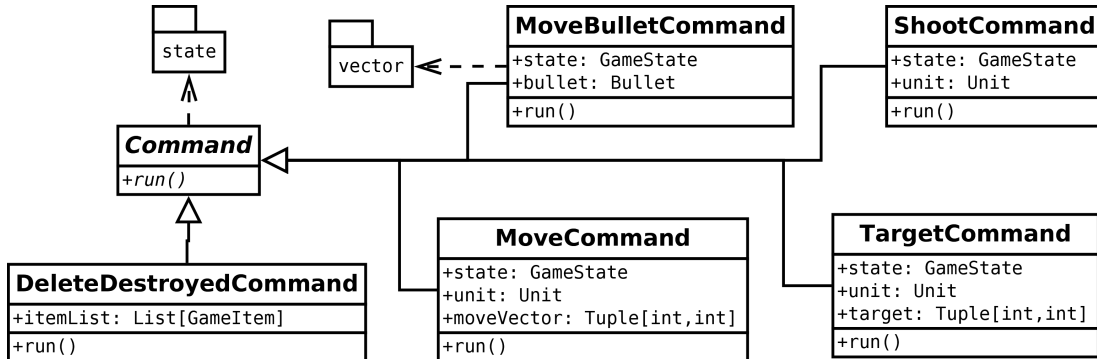 state
vector
MoveBulletCommand
+state: GameState
+bullet: Bullet
+run()
ShootCommand
+state: GameState
+unit: Unit
+run()
Command
+run()
DeleteDestroyedCommand
+itemList: List[GameItem]
+run()
MoveCommand
+state: GameState
+unit: Unit
+moveVector: Tuple[int,int]
+run()
TargetCommand
+state: GameState
+unit: Unit
+target: Tuple[int,int]
+run()